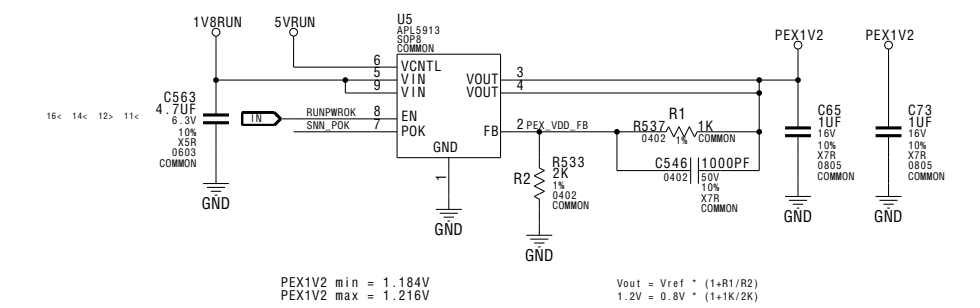 1V8RUN
5VRUN
U5
APL5913
SOP8
COMMON
PEX1V2
PEX1V2
6 VCNTL
5 VIN
9 VIN
VOUT 3
VOUT 4
C563
4.7UF
6.3V
10%
X5R
0603
COMMON
16< 14< 12> 11<
IN
RUNPWROK 8 EN
SNN_POK 7 POK
FB 2 PEX_VDD_FB
GND
1
R1
R537 1K
0402 1% COMMON
C546 1000PF
0402 50V
10%
X7R
COMMON
R2
R533
2K
1%
0402
COMMON
C65
1UF
16V
10%
X7R
0805
COMMON
C73
1UF
16V
10%
X7R
0805
COMMON
GND
GND
GND
GND
GND
PEX1V2 min = 1.184V
PEX1V2 max = 1.216V
Vout = Vref * (1+R1/R2)
1.2V = 0.8V * (1+1K/2K)